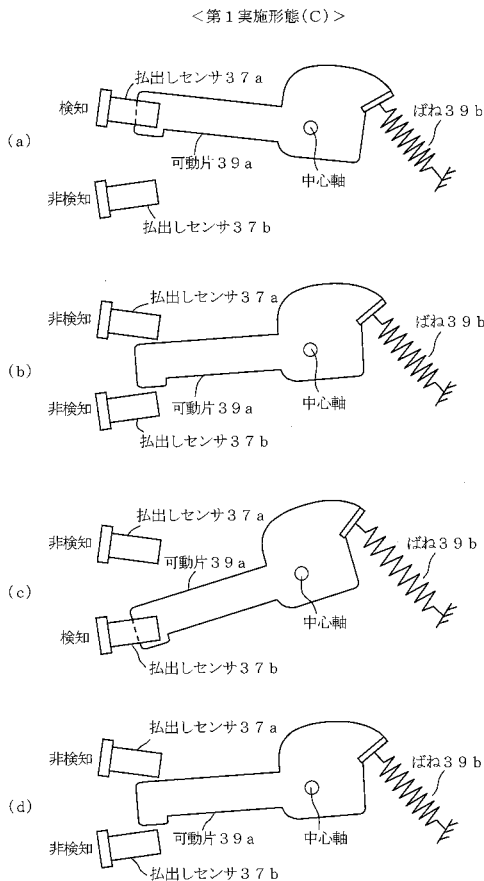 ＜第１実施形態(C)＞
(a)
検知
払出しセンサ３７a
可動片３９a
中心軸
ばね３９b
非検知
払出しセンサ３７b
(b)
非検知
払出しセンサ３７a
可動片３９a
中心軸
ばね３９b
非検知
払出しセンサ３７b
(c)
非検知
払出しセンサ３７a
可動片３９a
中心軸
ばね３９b
検知
払出しセンサ３７b
(d)
非検知
払出しセンサ３７a
可動片３９a
中心軸
ばね３９b
非検知
払出しセンサ３７b